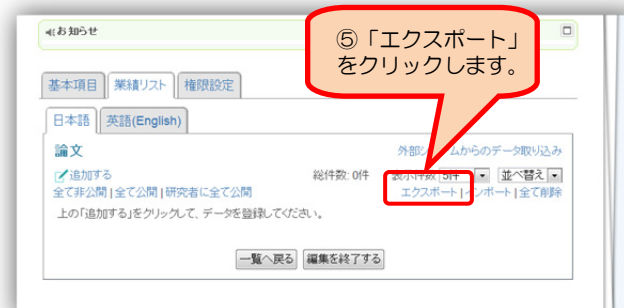 お知らせ
⑤「エクスポート」
をクリックします。
基本項目 業績リスト 権限設定
日本語 英語(English)
論文 外部システムからのデータ取り込み
追加する 総件数: 0件 表示件数 5件 並べ替え
全て非公開 | 全て公開 | 研究者に全て公開 エクスポート | インポート | 全て削除
上の「追加する」をクリックして、データを登録してください。
一覧へ戻る 編集を終了する